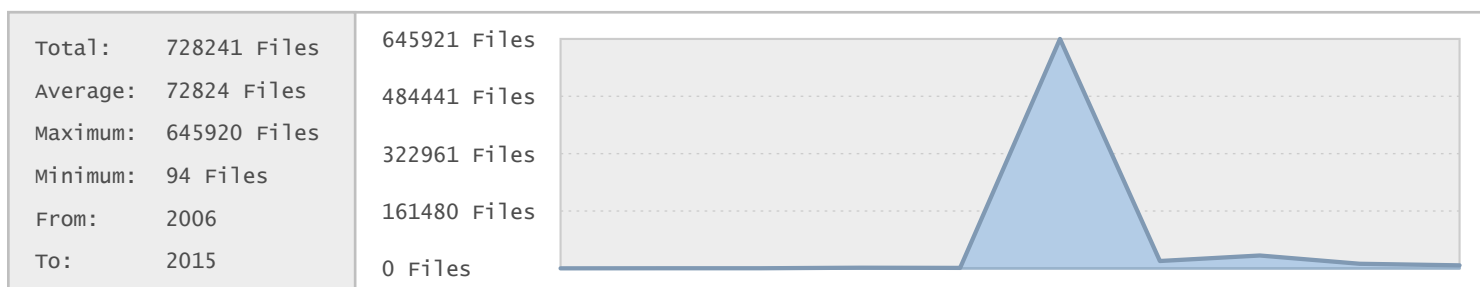 Total: 728241 Files
Average: 72824 Files
Maximum: 645920 Files
Minimum: 94 Files
From: 2006
To: 2015
645921 Files
484441 Files
322961 Files
161480 Files
0 Files